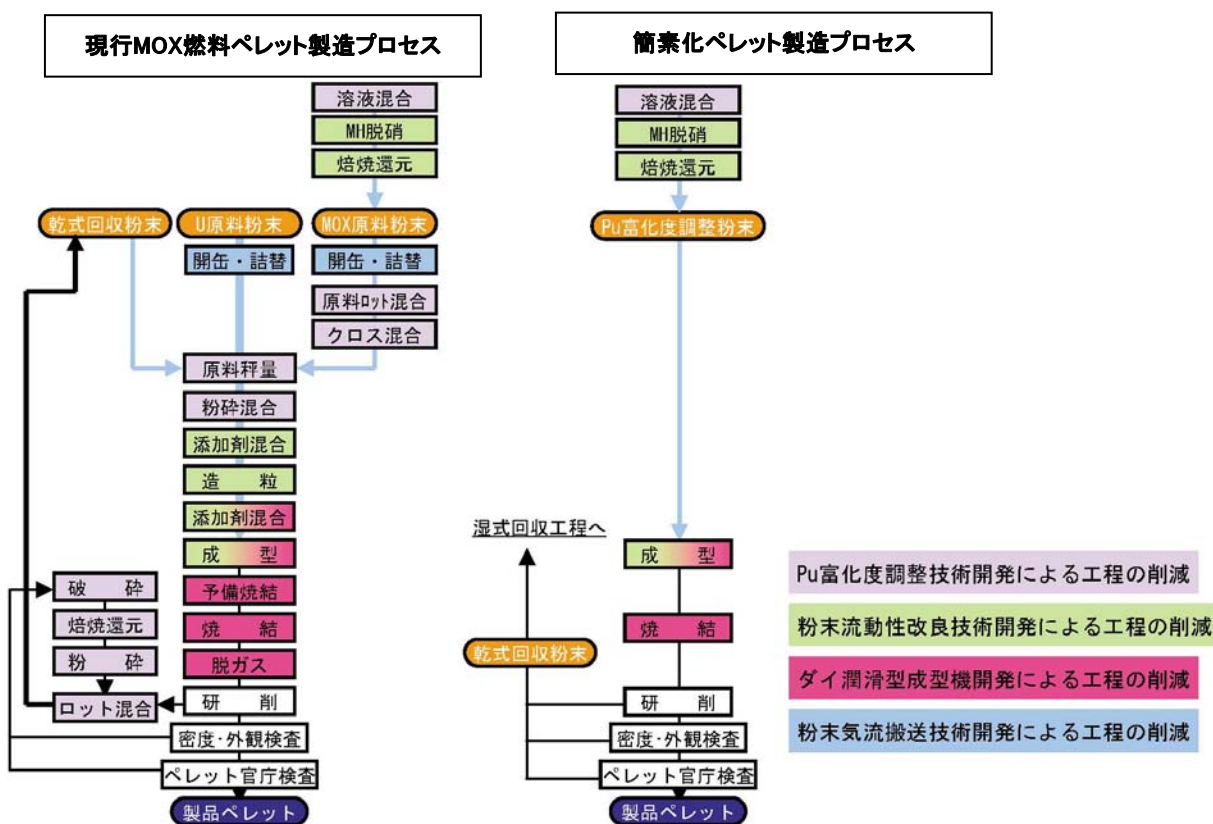 現行MOX燃料ペレット製造プロセス
溶液混合
MH脱硝
焙焼還元
乾式回収粉末
U原料粉末
MOX原料粉末
開缶・詰替
開缶・詰替
原料ロット混合
クロス混合
原料秤量
粉砕混合
添加剤混合
造　粒
添加剤混合
成　型
予備焼結
焼　結
脱ガス
研　削
破　砕
焙焼還元
粉　砕
ロット混合
密度・外観検査
ペレット官庁検査
製品ペレット
簡素化ペレット製造プロセス
溶液混合
MH脱硝
焙焼還元
Pu富化度調整粉末
湿式回収工程へ
成　型
焼　結
乾式回収粉末
研　削
密度・外観検査
ペレット官庁検査
製品ペレット
Pu富化度調整技術開発による工程の削減
粉末流動性改良技術開発による工程の削減
ダイ潤滑型成型機開発による工程の削減
粉末気流搬送技術開発による工程の削減